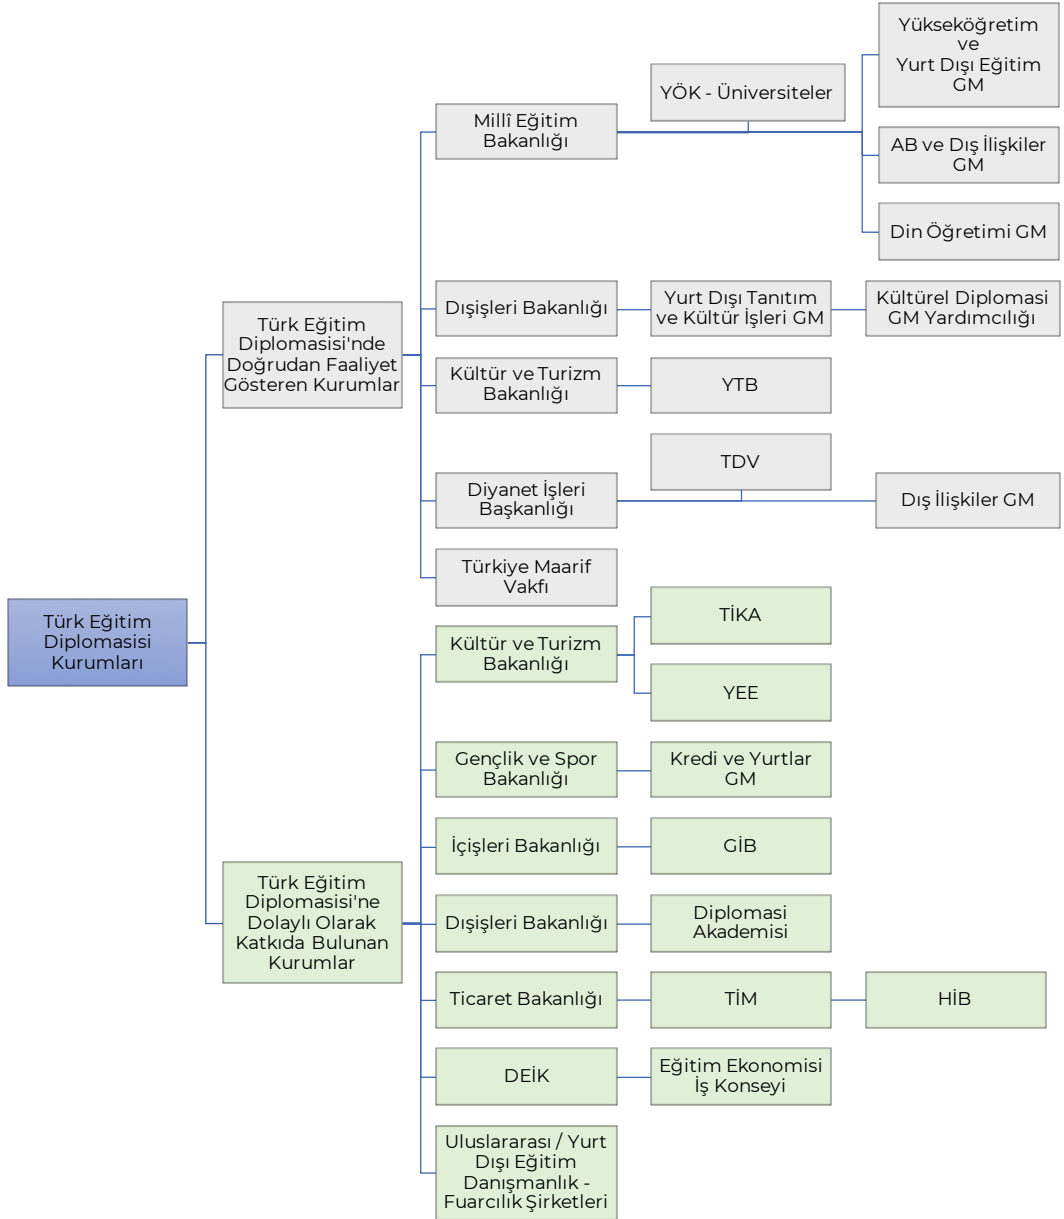 Türk Eğitim
Diplomasisi
Kurumları
Türk Eğitim
Diplomasisi'nde
Doğrudan Faaliyet
Gösteren Kurumlar
Millî Eğitim
Bakanlığı
YÖK - Üniversiteler
Yükseköğretim
ve
Yurt Dışı Eğitim
GM
AB ve Dış İlişkiler
GM
Din Öğretimi GM
Dışişleri Bakanlığı
Yurt Dışı Tanıtım
ve Kültür İşleri GM
Kültürel Diplomasi
GM Yardımcılığı
Kültür ve Turizm
Bakanlığı
YTB
Diyanet İşleri
Başkanlığı
TDV
Dış İlişkiler GM
Türkiye Maarif
Vakfı
Türk Eğitim
Diplomasisi'ne
Dolaylı Olarak
Katkıda Bulunan
Kurumlar
Kültür ve Turizm
Bakanlığı
TİKA
YEE
Gençlik ve Spor
Bakanlığı
Kredi ve Yurtlar
GM
İçişleri Bakanlığı
GİB
Dışişleri Bakanlığı
Diplomasi
Akademisi
Ticaret Bakanlığı
TİM
HİB
DEİK
Eğitim Ekonomisi
İş Konseyi
Uluslararası / Yurt
Dışı Eğitim
Danışmanlık -
Fuarcılık Şirketleri